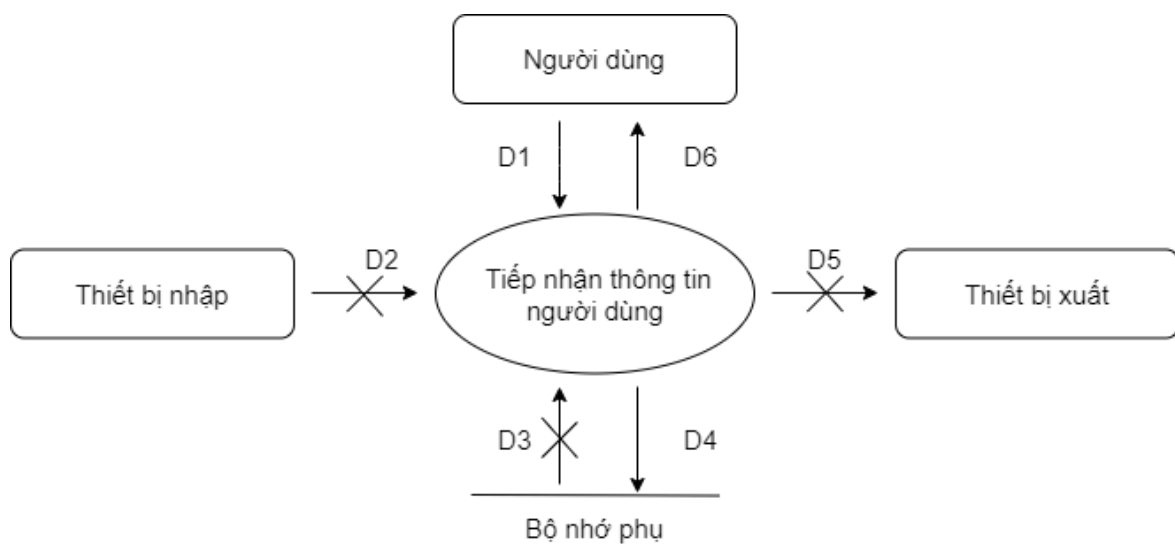 Người dùng
D1
D6
Thiết bị nhập
D2
Tiếp nhận thông tin
người dùng
D5
Thiết bị xuất
D3
D4
Bộ nhớ phụ